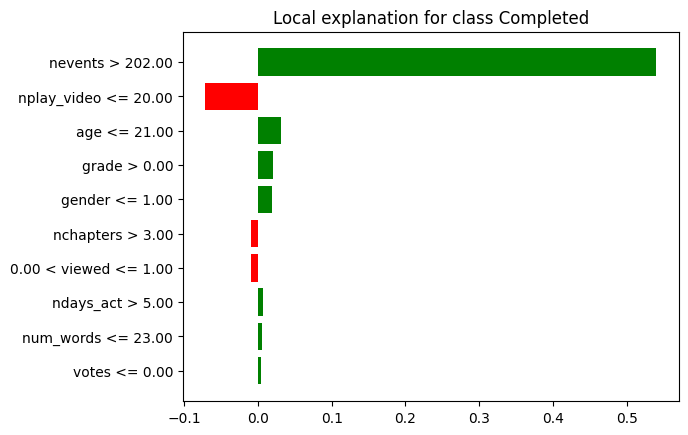 Local explanation for class Completed
nevents > 202.00
nplay_video <= 20.00
age <= 21.00
grade > 0.00
gender <= 1.00
nchapters > 3.00
0.00 < viewed <= 1.00
ndays_act > 5.00
num_words <= 23.00
votes <= 0.00
−0.1 0.0 0.1 0.2 0.3 0.4 0.5